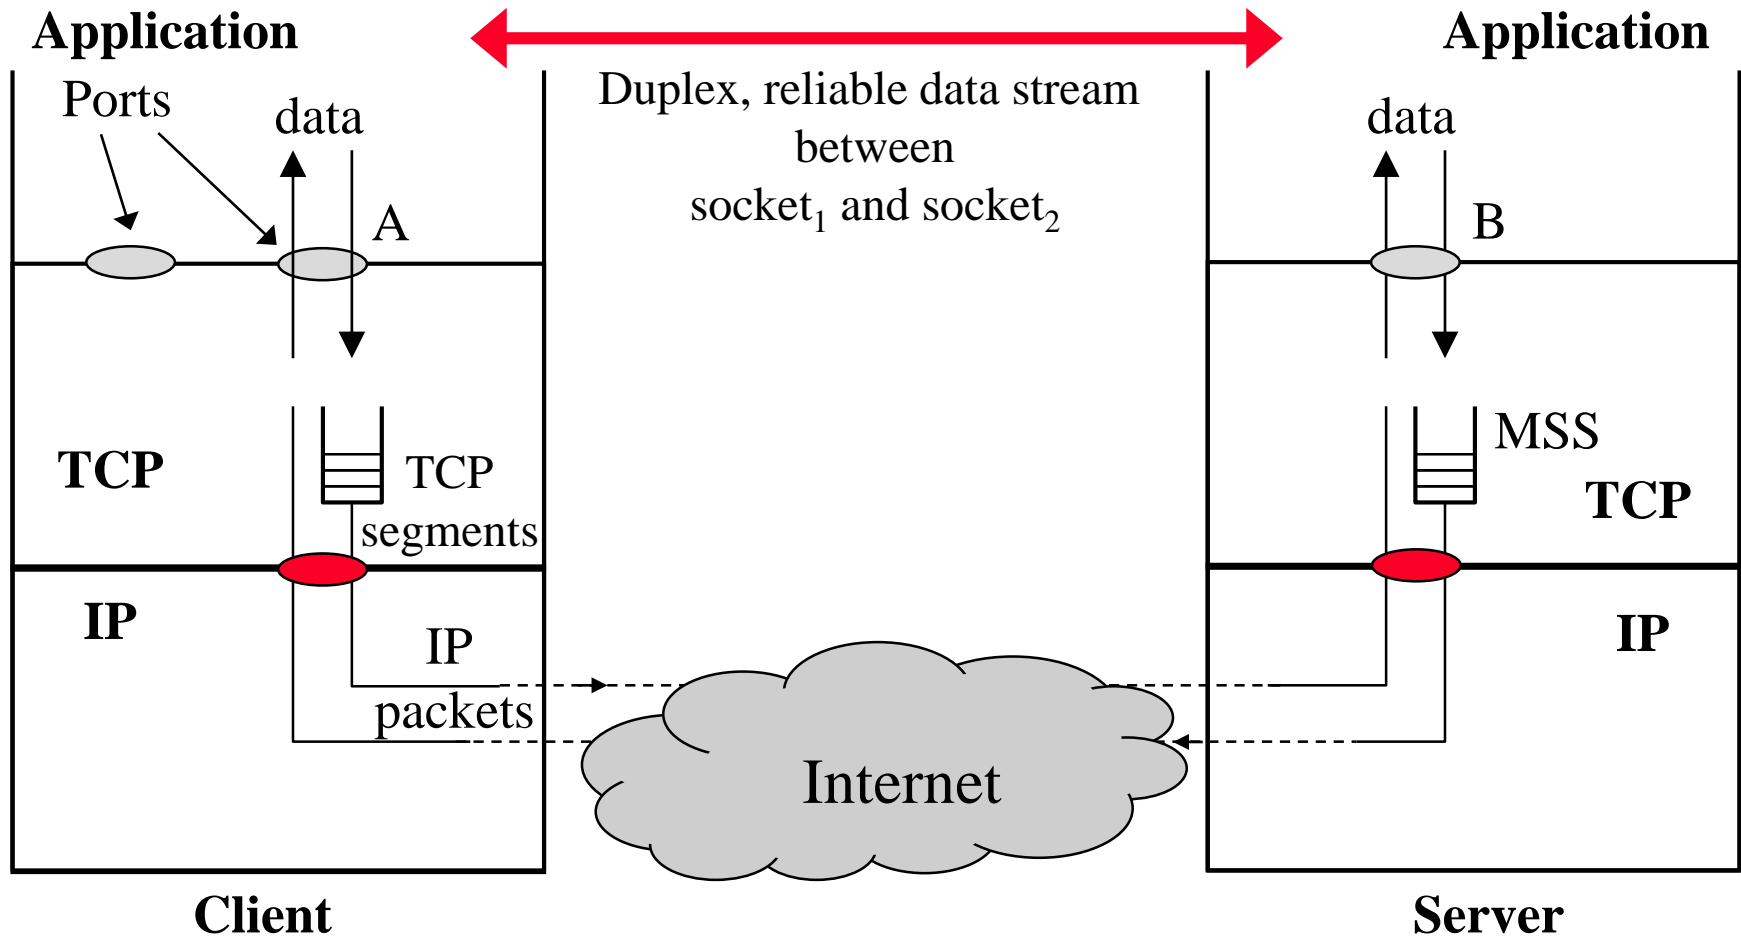 Application
Application
Ports
data
Duplex, reliable data stream
between
socket₁ and socket₂
data
A
B
TCP
TCP
segments
MSS
TCP
IP
IP
packets
IP
Internet
Client
Server